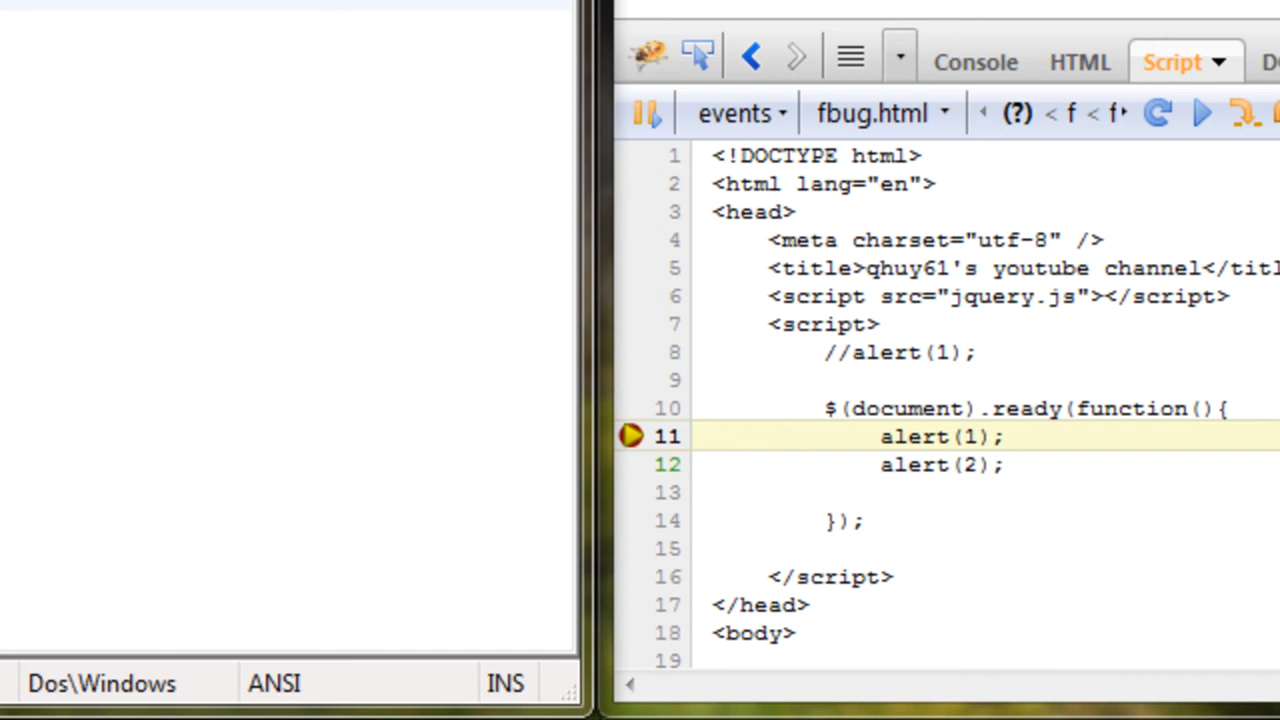 Console HTML Script
events fbug.html (?) < f < f
1 <!DOCTYPE html>
2 <html lang="en">
3 <head>
4 <meta charset="utf-8" />
5 <title>qhuy61's youtube channel</titl
6 <script src="jquery.js"></script>
7 <script>
8 //alert(1);
9
10 $(document).ready(function(){
11 alert(1);
12 alert(2);
13
14 });
15
16 </script>
17 </head>
18 <body>
19
Dos\Windows ANSI INS